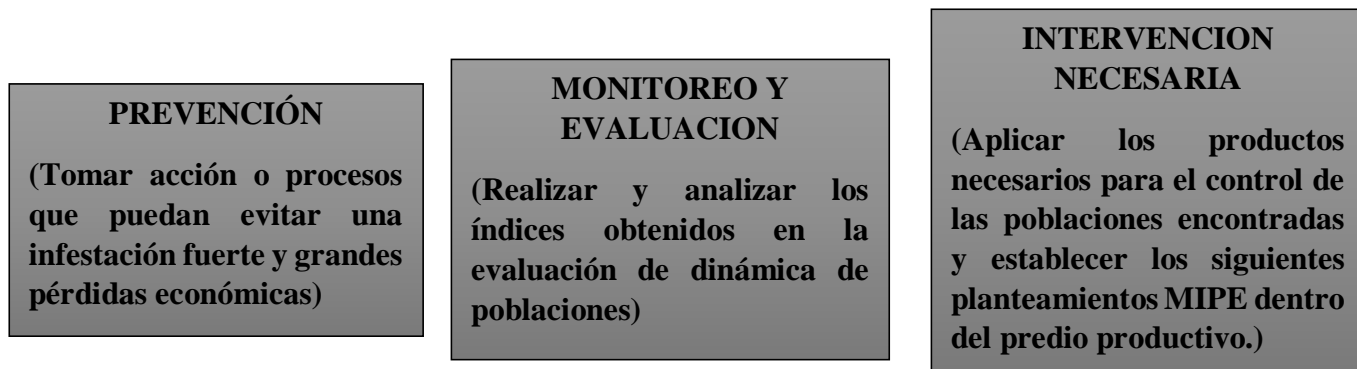 PREVENCIÓN
(Tomar acción o procesos
que puedan evitar una
infestación fuerte y grandes
pérdidas económicas)
MONITOREO Y
EVALUACION
(Realizar y analizar los
índices obtenidos en la
evaluación de dinámica de
poblaciones)
INTERVENCION
NECESARIA
(Aplicar los productos
necesarios para el control de
las poblaciones encontradas
y establecer los siguientes
planteamientos MIPE dentro
del predio productivo.)